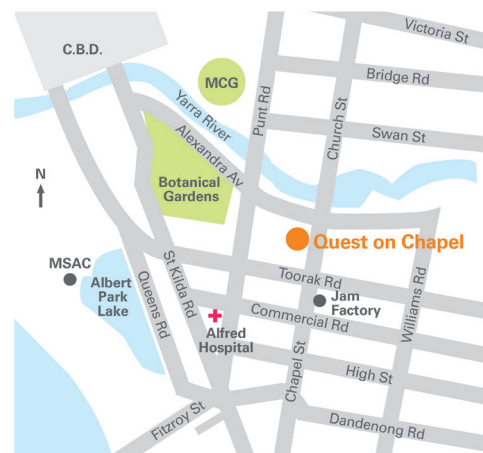 Victoria St
C.B.D.
MCG
Bridge Rd
Yarra River
Punt Rd
Church St
Swan St
Alexandra Av
Botanical
Gardens
N
Quest on Chapel
MSAC
Albert
Park
Lake
Queens Rd
St Kilda Rd
Toorak Rd
Jam
Factory
Williams Rd
Commercial Rd
Alfred
Hospital
Chapel St
High St
Fitzroy St
Dandenong Rd